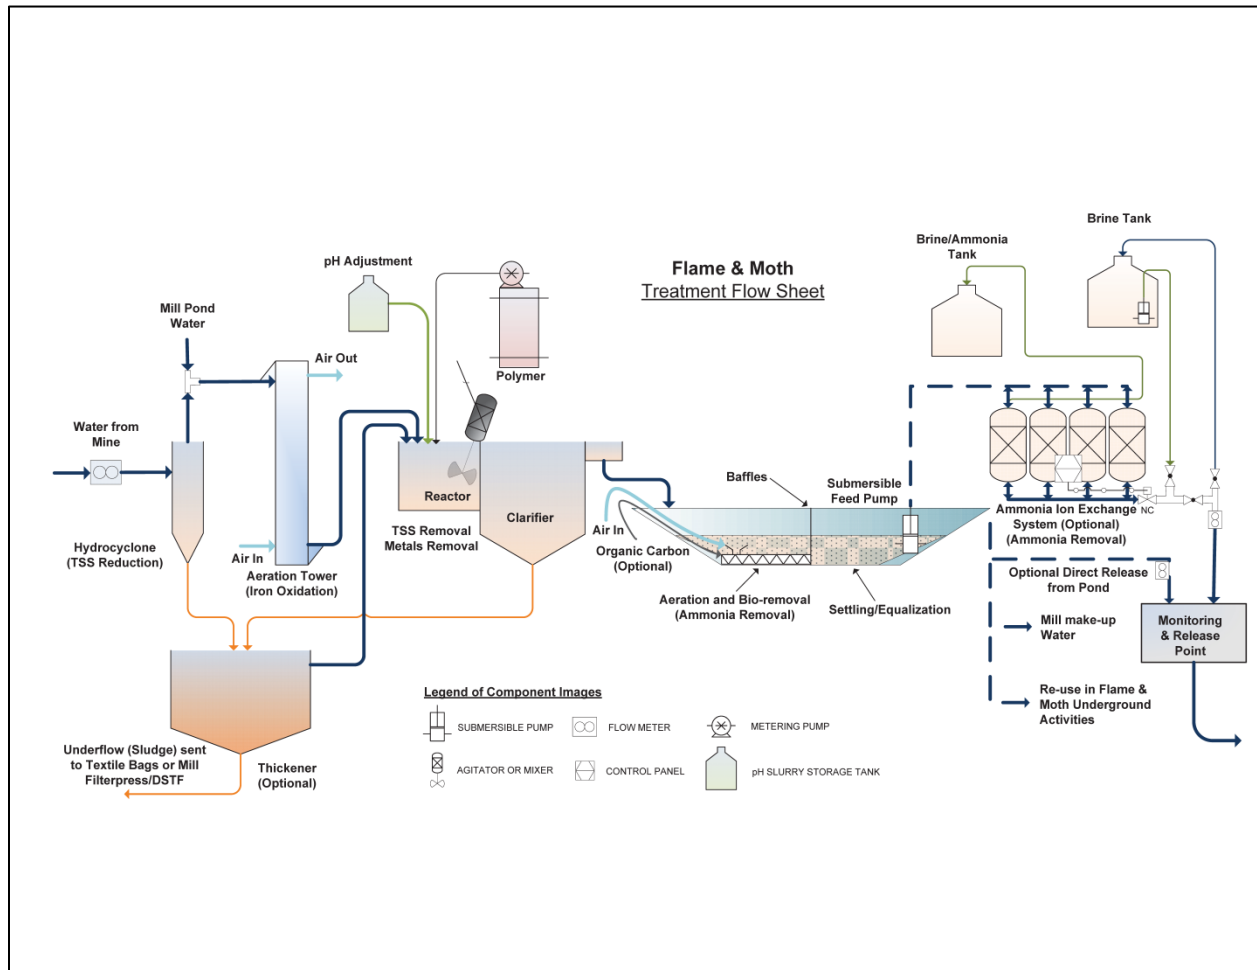 Flame & Moth
Treatment Flow Sheet
Brine/Ammonia
Tank
Brine Tank
pH Adjustment
Mill Pond
Water
Air Out
Polymer
Water from
Mine
Reactor
Clarifier
TSS Removal
Metals Removal
Hydrocyclone
(TSS Reduction)
Air In
Aeration Tower
(Iron Oxidation)
Air In
Organic Carbon
(Optional)
Baffles
Submersible
Feed Pump
Aeration and Bio-removal
(Ammonia Removal)
Settling/Equalization
NC
Ammonia Ion Exchange
System (Optional)
(Ammonia Removal)
Optional Direct Release
from Pond
Mill make-up
Water
Monitoring
& Release
Point
Re-use in Flame &
Moth Underground
Activities
Underflow (Sludge) sent
to Textile Bags or Mill
Filterpress/DSTF
Thickener
(Optional)
Legend of Component Images
SUBMERSIBLE PUMP
FLOW METER
METERING PUMP
AGITATOR OR MIXER
CONTROL PANEL
pH SLURRY STORAGE TANK